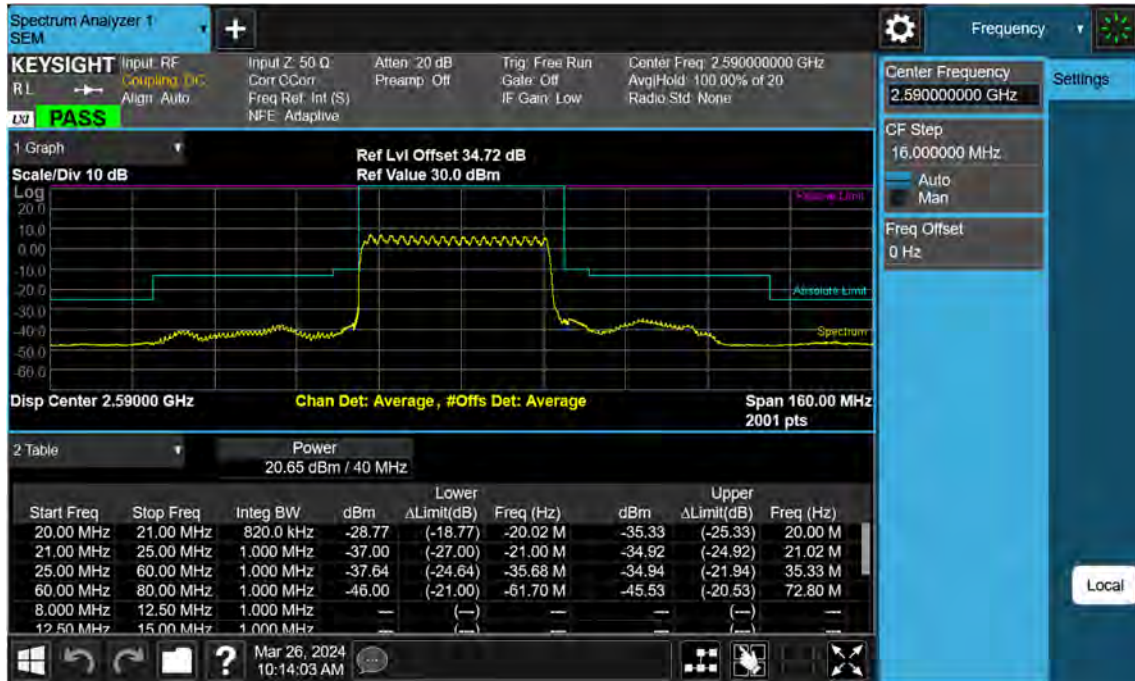 Spectrum Analyzer 1
SEM
+
Frequency
KEYSIGHT Input: RF Input Z: 50 Ω Atten: 20 dB Trig: Free Run Center Freq: 2.590000000 GHz
RL Coupling: DC Corr CCorr Preamp: Off Gate: Off Avg|Hold: 100.00% of 20
Align: Auto Freq Ref: Int (S) IF Gain: Low Radio Std: None
NFE: Adaptive
LXI PASS
Center Frequency
2.590000000 GHz
Settings
CF Step
16.000000 MHz
Auto
Man
Freq Offset
0 Hz
1 Graph
Ref Lvl Offset 34.72 dB
Scale/Div 10 dB Ref Value 30.0 dBm
Log
Relative Limit
20.0
10.0
0.00
-10.0
-20.0
Absolute Limit
-30.0
-40.0
Spectrum
-50.0
-60.0
Disp Center 2.59000 GHz Chan Det: Average, #Offs Det: Average Span 160.00 MHz
2001 pts
2 Table
Power
20.65 dBm / 40 MHz
Lower Upper
Start Freq Stop Freq Integ BW dBm ΔLimit(dB) Freq (Hz) dBm ΔLimit(dB) Freq (Hz)
20.00 MHz 21.00 MHz 820.0 kHz -28.77 (-18.77) -20.02 M -35.33 (-25.33) 20.00 M
21.00 MHz 25.00 MHz 1.000 MHz -37.00 (-27.00) -21.00 M -34.92 (-24.92) 21.02 M
25.00 MHz 60.00 MHz 1.000 MHz -37.64 (-24.64) -35.68 M -34.94 (-21.94) 35.33 M
60.00 MHz 80.00 MHz 1.000 MHz -46.00 (-21.00) -61.70 M -45.53 (-20.53) 72.80 M
8.000 MHz 12.50 MHz 1.000 MHz --- (---) --- --- (---) ---
12.50 MHz 15.00 MHz 1.000 MHz --- (---) --- --- (---) ---
Local
? Mar 26, 2024
10:14:03 AM